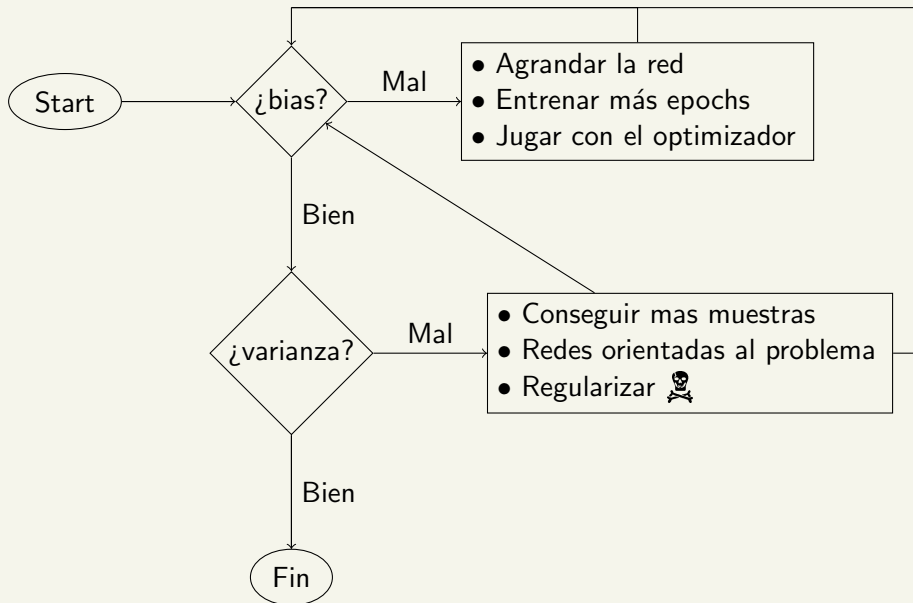 Start
¿bias?
Mal
• Agrandar la red
• Entrenar más epochs
• Jugar con el optimizador
Bien
¿varianza?
Mal
• Conseguir mas muestras
• Redes orientadas al problema
• Regularizar ☠
Bien
Fin